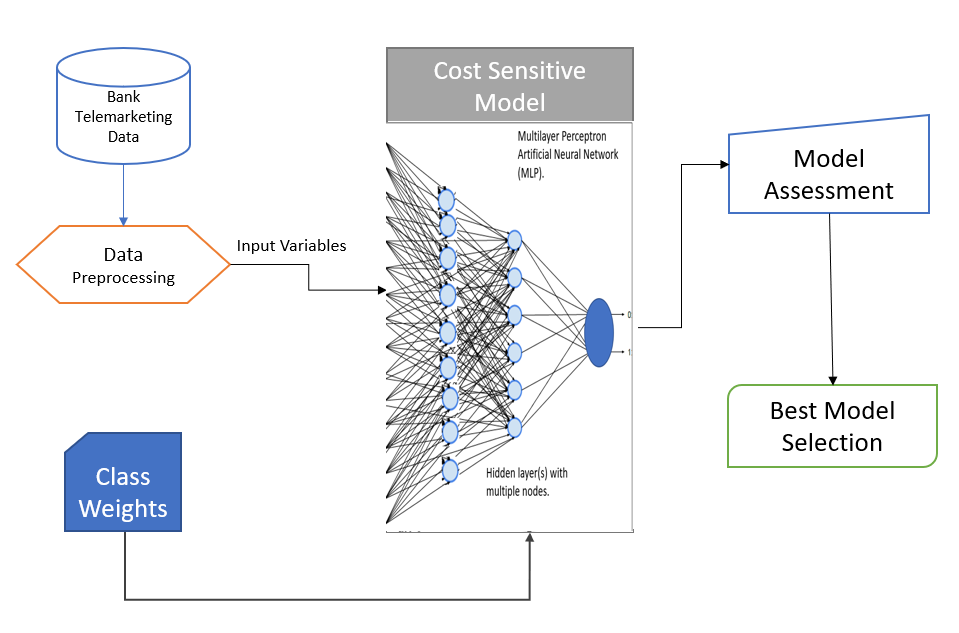 Bank
Telemarketing
Data
Data
Preprocessing
Input Variables
Class
Weights
Cost Sensitive
Model
Multilayer Perceptron
Artificial Neural Network
(MLP).
0
1
Hidden layer(s) with
multiple nodes.
Model
Assessment
Best Model
Selection